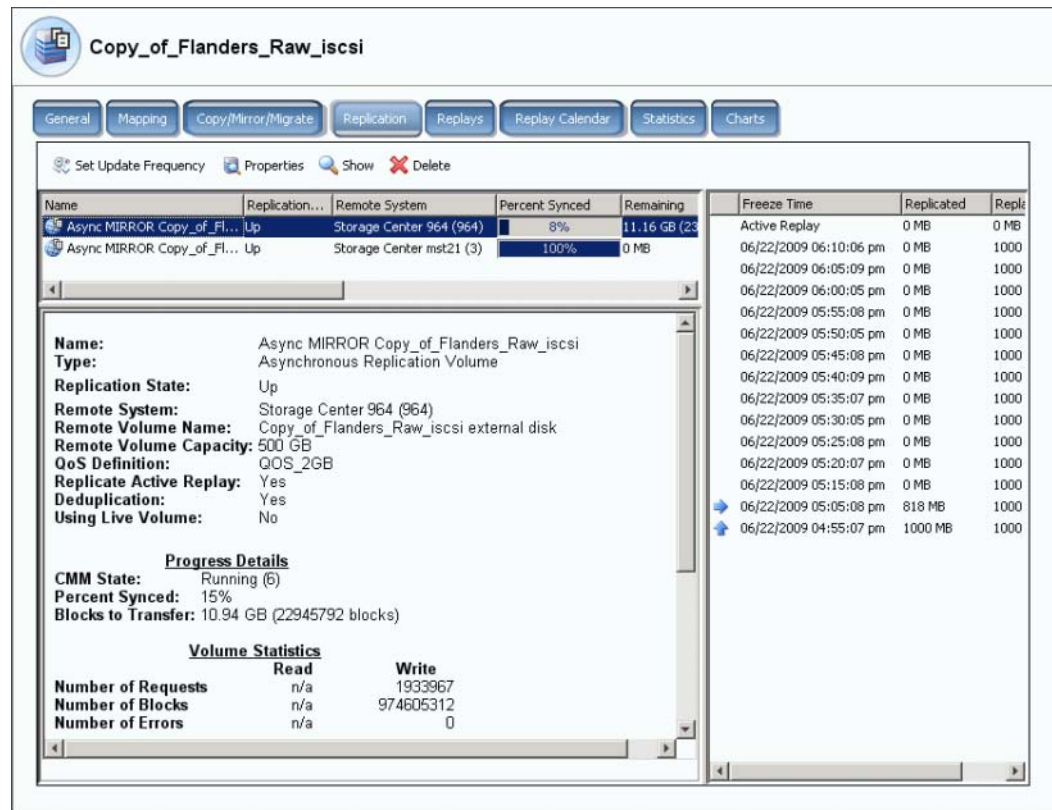 Copy_of_Flanders_Raw_iscsi
General Mapping Copy/Mirror/Migrate Replication Replays Replay Calendar Statistics Charts
Set Update Frequency Properties Show Delete
Name Replication... Remote System Percent Synced Remaining
Async MIRROR Copy_of_Fl... Up Storage Center 964 (964) 8% 11.16 GB (23
Async MIRROR Copy_of_Fl... Up Storage Center mst21 (3) 100% 0 MB
Name: Async MIRROR Copy_of_Flanders_Raw_iscsi
Type: Asynchronous Replication Volume
Replication State: Up
Remote System: Storage Center 964 (964)
Remote Volume Name: Copy_of_Flanders_Raw_iscsi external disk
Remote Volume Capacity: 500 GB
QoS Definition: QOS_2GB
Replicate Active Replay: Yes
Deduplication: Yes
Using Live Volume: No
Progress Details
CMM State: Running (6)
Percent Synced: 15%
Blocks to Transfer: 10.94 GB (22945792 blocks)
Volume Statistics
Read Write
Number of Requests n/a 1933967
Number of Blocks n/a 974605312
Number of Errors n/a 0
Freeze Time Replicated Repla
Active Replay 0 MB 0 MB
06/22/2009 06:10:06 pm 0 MB 1000
06/22/2009 06:05:09 pm 0 MB 1000
06/22/2009 06:00:05 pm 0 MB 1000
06/22/2009 05:55:08 pm 0 MB 1000
06/22/2009 05:50:05 pm 0 MB 1000
06/22/2009 05:45:08 pm 0 MB 1000
06/22/2009 05:40:09 pm 0 MB 1000
06/22/2009 05:35:07 pm 0 MB 1000
06/22/2009 05:30:05 pm 0 MB 1000
06/22/2009 05:25:08 pm 0 MB 1000
06/22/2009 05:20:07 pm 0 MB 1000
06/22/2009 05:15:08 pm 0 MB 1000
06/22/2009 05:05:08 pm 818 MB 1000
06/22/2009 04:55:07 pm 1000 MB 1000